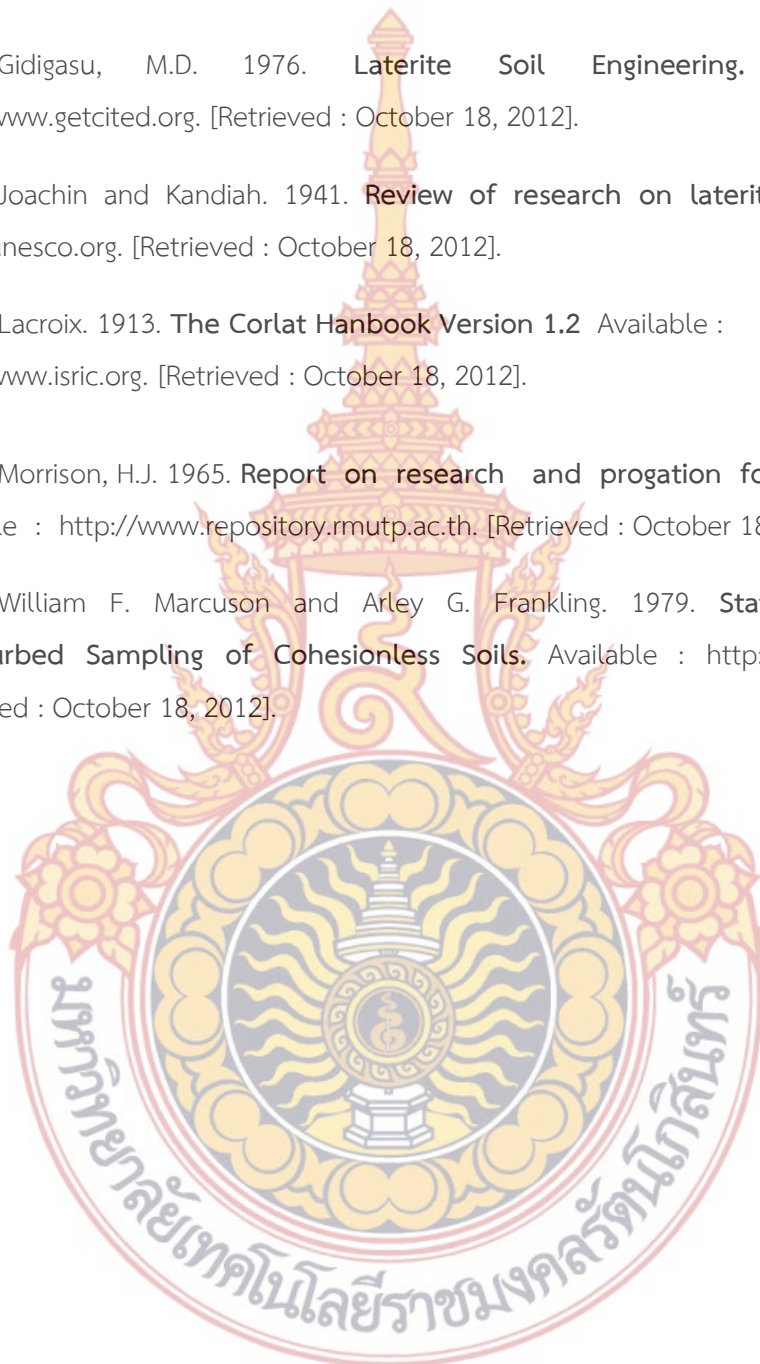 Gidigasu, M.D. 1976. Laterite Soil Engineering.
www.getcited.org. [Retrieved : October 18, 2012].
Joachin and Kandiah. 1941. Review of research on laterit
unesco.org. [Retrieved : October 18, 2012].
Lacroix. 1913. The Corlat Hanbook Version 1.2 Available :
www.isric.org. [Retrieved : October 18, 2012].
Morrison, H.J. 1965. Report on research and progation fo
le : http://www.repository.rmutp.ac.th. [Retrieved : October 18
William F. Marcuson and Arley G. Frankling. 1979. Sta
urbed Sampling of Cohesionless Soils. Available : http:
ed : October 18, 2012].
มหาวิทยาลัยเทคโนโลยีราชมงคลรัตนโกสินทร์